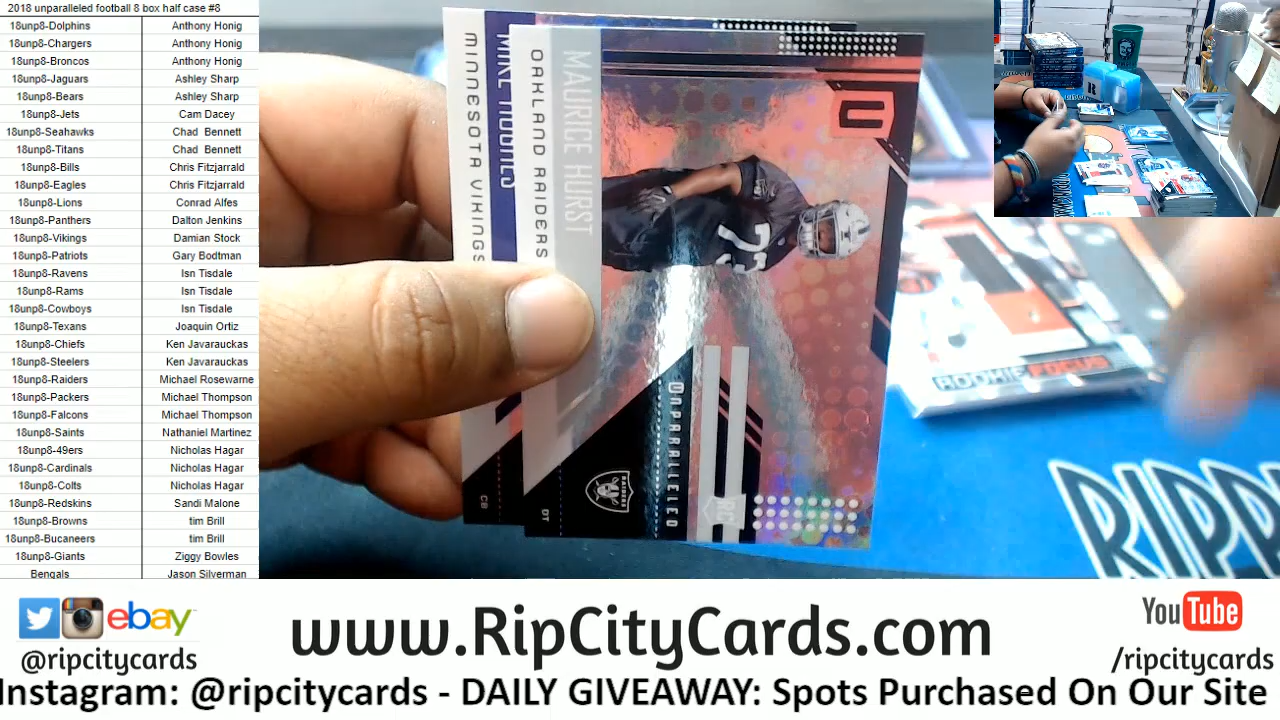 2018 unparalleled football 8 box half case #8
18unp8-Dolphins Anthony Honig
18unp8-Chargers Anthony Honig
18unp8-Broncos Anthony Honig
18unp8-Jaguars Ashley Sharp
18unp8-Bears Ashley Sharp
18unp8-Jets Cam Dacey
18unp8-Seahawks Chad Bennett
18unp8-Titans Chad Bennett
18unp8-Bills Chris Fitzjarrald
18unp8-Eagles Chris Fitzjarrald
18unp8-Lions Conrad Alfes
18unp8-Panthers Dalton Jenkins
18unp8-Vikings Damian Stock
18unp8-Patriots Gary Bodtman
18unp8-Ravens Isn Tisdale
18unp8-Rams Isn Tisdale
18unp8-Cowboys Isn Tisdale
18unp8-Texans Joaquin Ortiz
18unp8-Chiefs Ken Javarauckas
18unp8-Steelers Ken Javarauckas
18unp8-Raiders Michael Rosewarne
18unp8-Packers Michael Thompson
18unp8-Falcons Michael Thompson
18unp8-Saints Nathaniel Martinez
18unp8-49ers Nicholas Hagar
18unp8-Cardinals Nicholas Hagar
18unp8-Colts Nicholas Hagar
18unp8-Redskins Sandi Malone
18unp8-Browns tim Brill
18unp8-Bucaneers tim Brill
18unp8-Giants Ziggy Bowles
Bengals Jason Silverman
MINNESOTA VIKINGS
CB
MIKE HUGHES
OAKLAND RAIDERS
DT
MAURICE HURST
RAIDERS
UNPARALLELED
RC
U
73
ROOKIE FOCUS
RIPP
R
ebay
@ripcitycards
www.RipCityCards.com
YouTube
/ripcitycards
Instagram: @ripcitycards - DAILY GIVEAWAY: Spots Purchased On Our Site